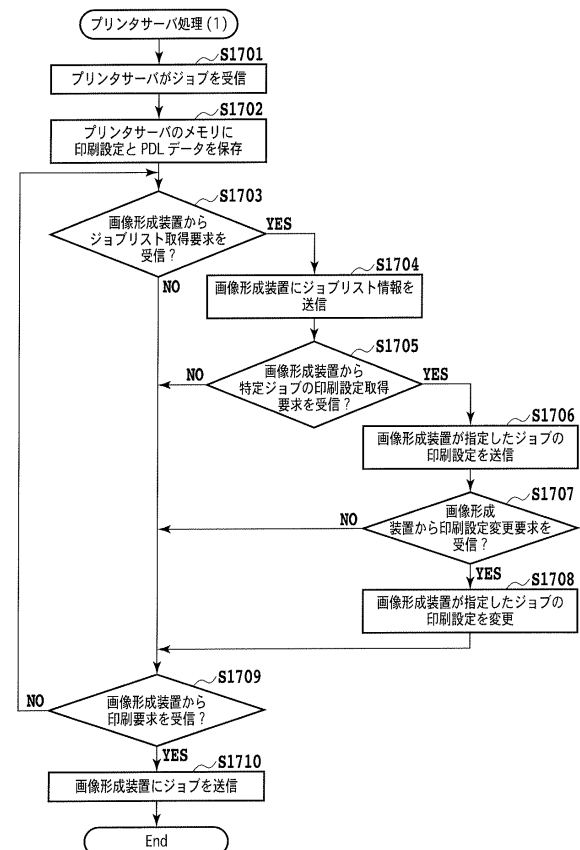 プリンタサーバ処理(1)
S1701
プリンタサーバがジョブを受信
S1702
プリンタサーバのメモリに
印刷設定とPDLデータを保存
S1703
画像形成装置から
ジョブリスト取得要求を
受信？
YES
NO
S1704
画像形成装置にジョブリスト情報を
送信
S1705
画像形成装置から
特定ジョブの印刷設定取得
要求を受信？
NO
YES
S1706
画像形成装置が指定したジョブの
印刷設定を送信
S1707
画像形成
装置から印刷設定変更要求を
受信？
NO
YES
S1708
画像形成装置が指定したジョブの
印刷設定を変更
S1709
画像形成装置から
印刷要求を受信？
NO
YES
S1710
画像形成装置にジョブを送信
End